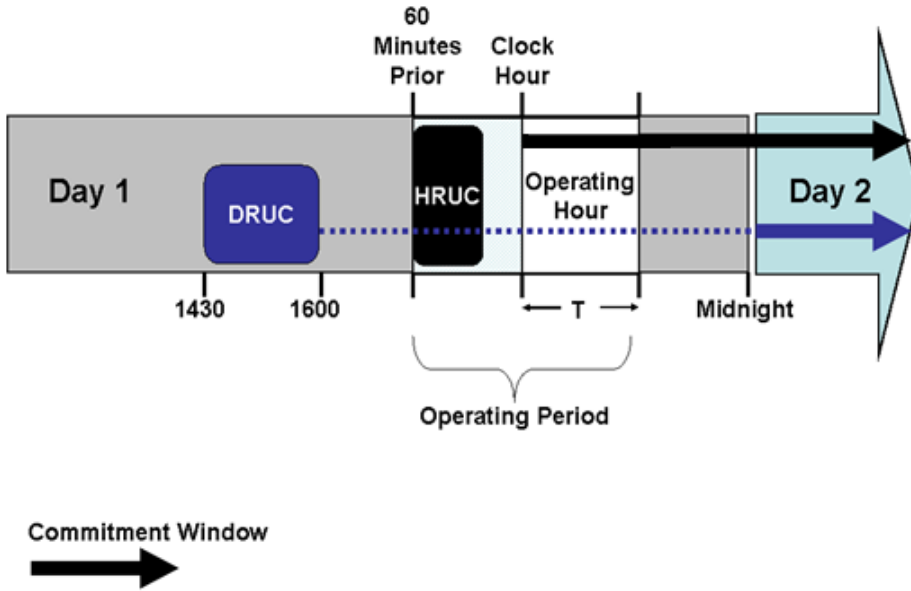 60
Minutes
Prior
Clock
Hour
Day 1
DRUC
HRUC
Operating
Hour
Day 2
1430
1600
T
Midnight
Operating Period
Commitment Window